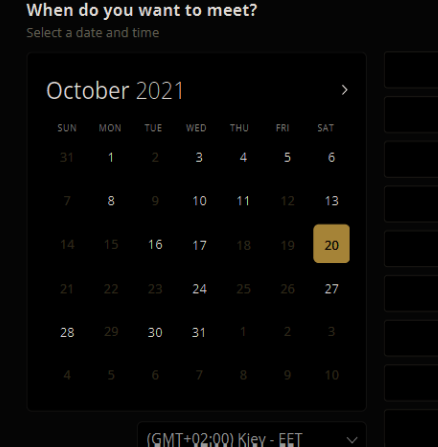 When do you want to meet?
Select a date and time
October 2021
SUN MON TUE WED THU FRI SAT
31 1 2 3 4 5 6
7 8 9 10 11 12 13
14 15 16 17 18 19 20
21 22 23 24 25 26 27
28 29 30 31 1 2 3
4 5 6 7 8 9 10
(GMT+02:00) Kiev - EET